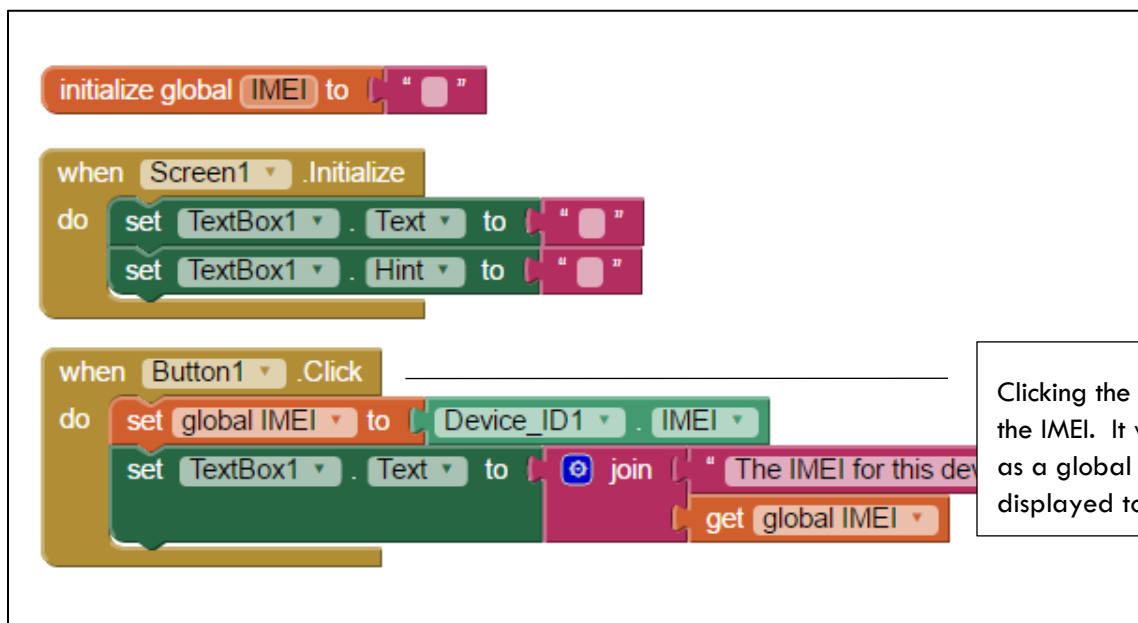 initialize global IMEI to " "
when Screen1 .Initialize
do set TextBox1 . Text to " "
set TextBox1 . Hint to " "
when Button1 .Click
do set global IMEI to Device_ID1 . IMEI
set TextBox1 . Text to join " The IMEI for this
get global IMEI
Clicking the
the IMEI. It
as a global
displayed